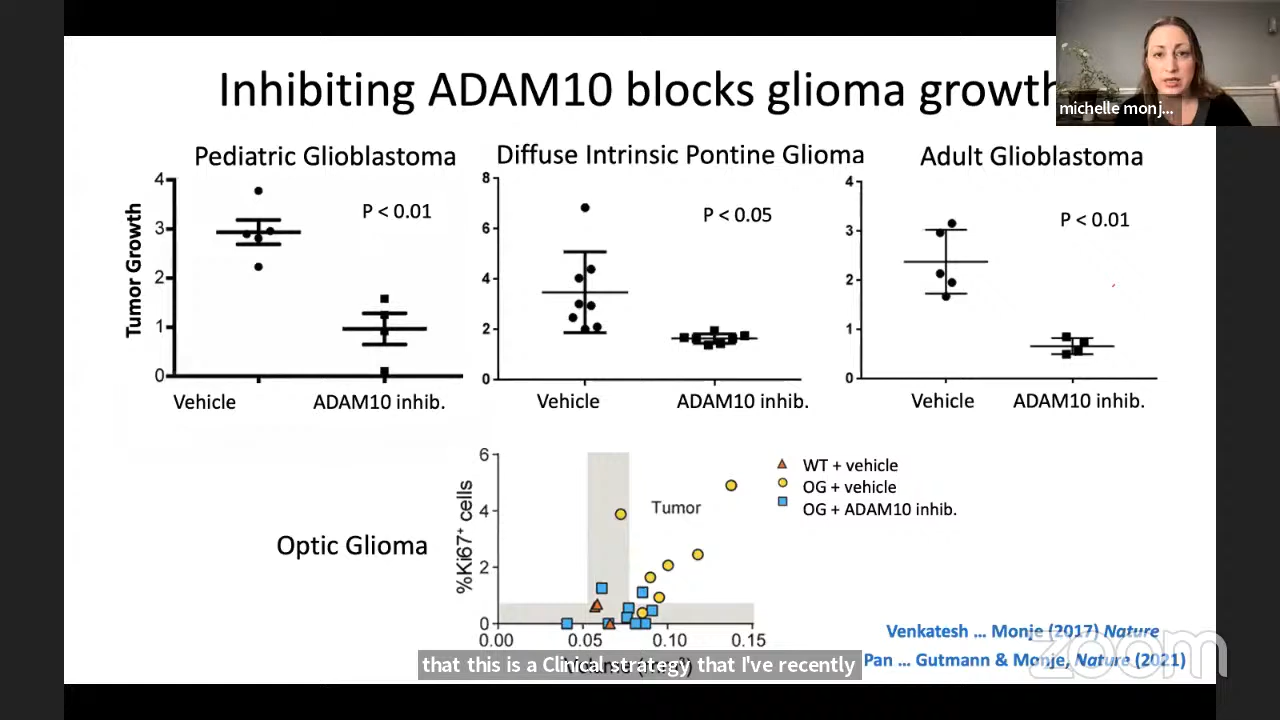 Inhibiting ADAM10 blocks glioma growth
michelle monj...
Pediatric Glioblastoma
Diffuse Intrinsic Pontine Glioma
Adult Glioblastoma
Tumor Growth
4
3
2
1
0
P < 0.01
Vehicle
ADAM10 inhib.
8
6
4
2
0
P < 0.05
Vehicle
ADAM10 inhib.
4
3
2
1
0
P < 0.01
Vehicle
ADAM10 inhib.
Optic Glioma
%Ki67+ cells
6
4
2
0
Tumor
0.00
0.05
0.10
0.15
WT + vehicle
OG + vehicle
OG + ADAM10 inhib.
Venkatesh ... Monje (2017) Nature
Pan ... Gutmann & Monje, Nature (2021)
zoom
that this is a Clinical strategy that I've recently